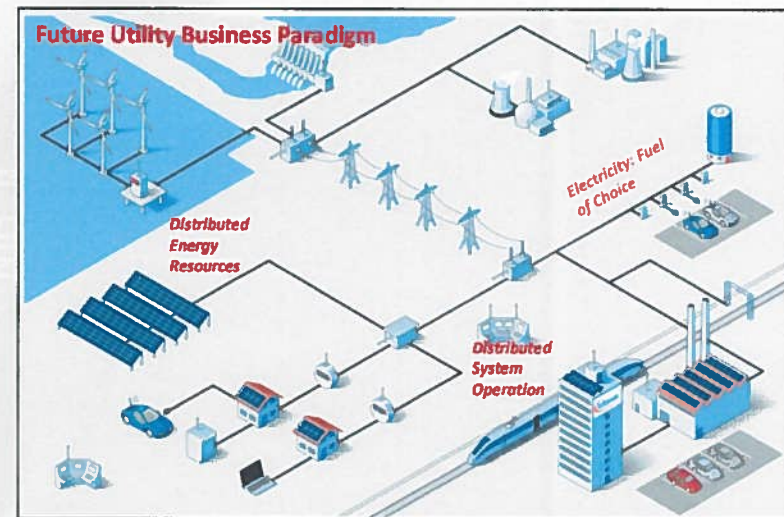 Future Utility Business Paradigm
Electricity: Fuel
of Choice
Distributed
Energy
Resources
Distributed
System
Operation